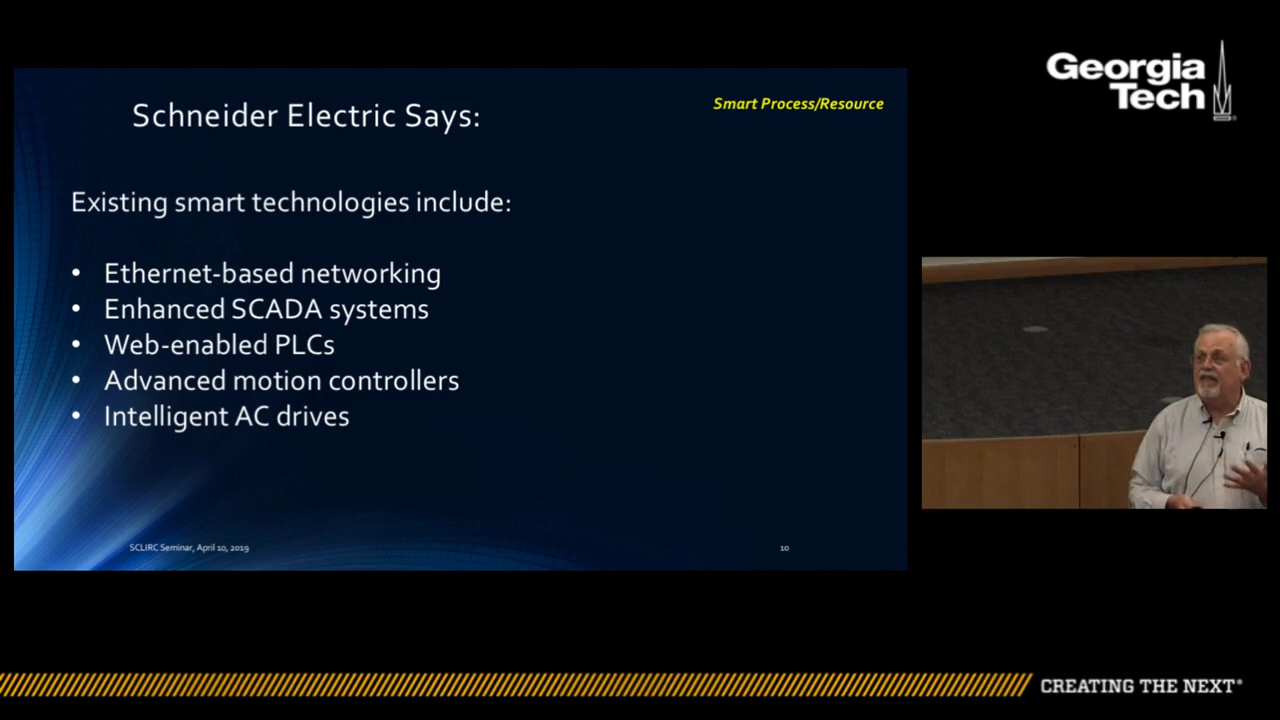 Georgia
Tech
Schneider Electric Says:
Smart Process/Resource
Existing smart technologies include:
• Ethernet-based networking
• Enhanced SCADA systems
• Web-enabled PLCs
• Advanced motion controllers
• Intelligent AC drives
SCLIRC Seminar, April 10, 2019
10
CREATING THE NEXT®